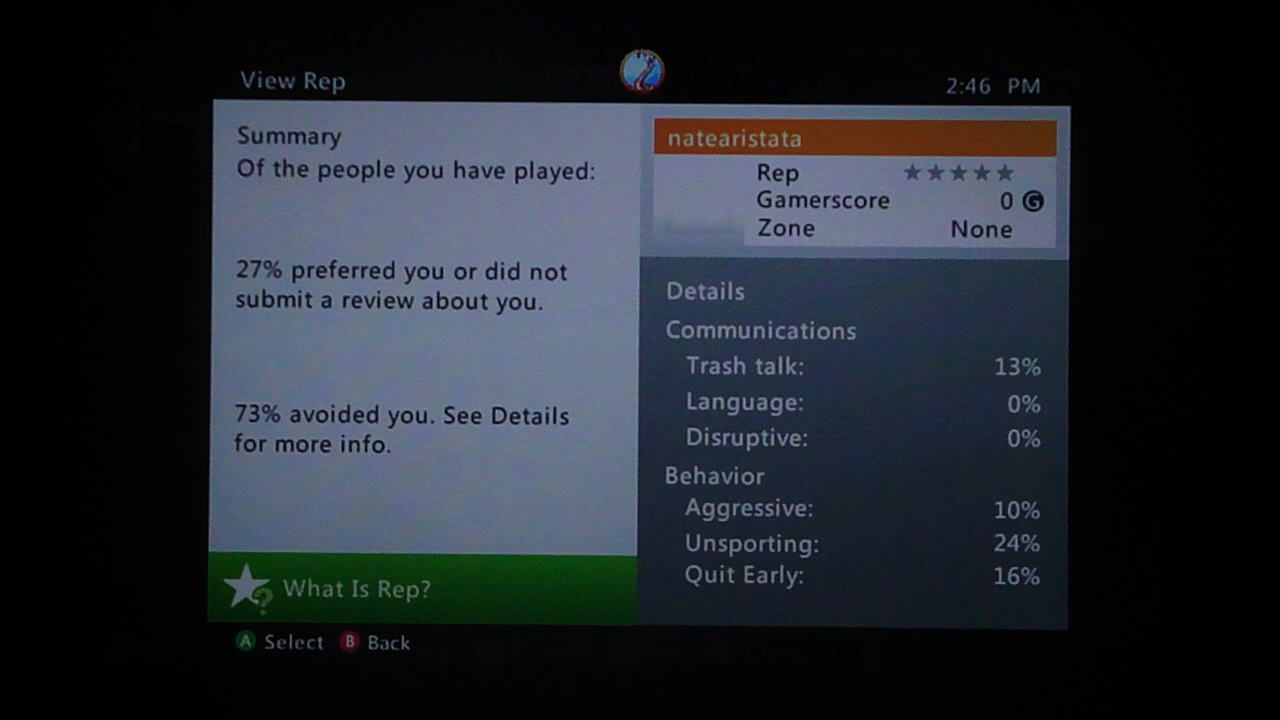 View Rep
2:46 PM
Summary
Of the people you have played:
27% preferred you or did not
submit a review about you.
73% avoided you. See Details
for more info.
What Is Rep?
natearistata
Rep
Gamerscore 0 G
Zone None
Details
Communications
Trash talk: 13%
Language: 0%
Disruptive: 0%
Behavior
Aggressive: 10%
Unsporting: 24%
Quit Early: 16%
A Select B Back